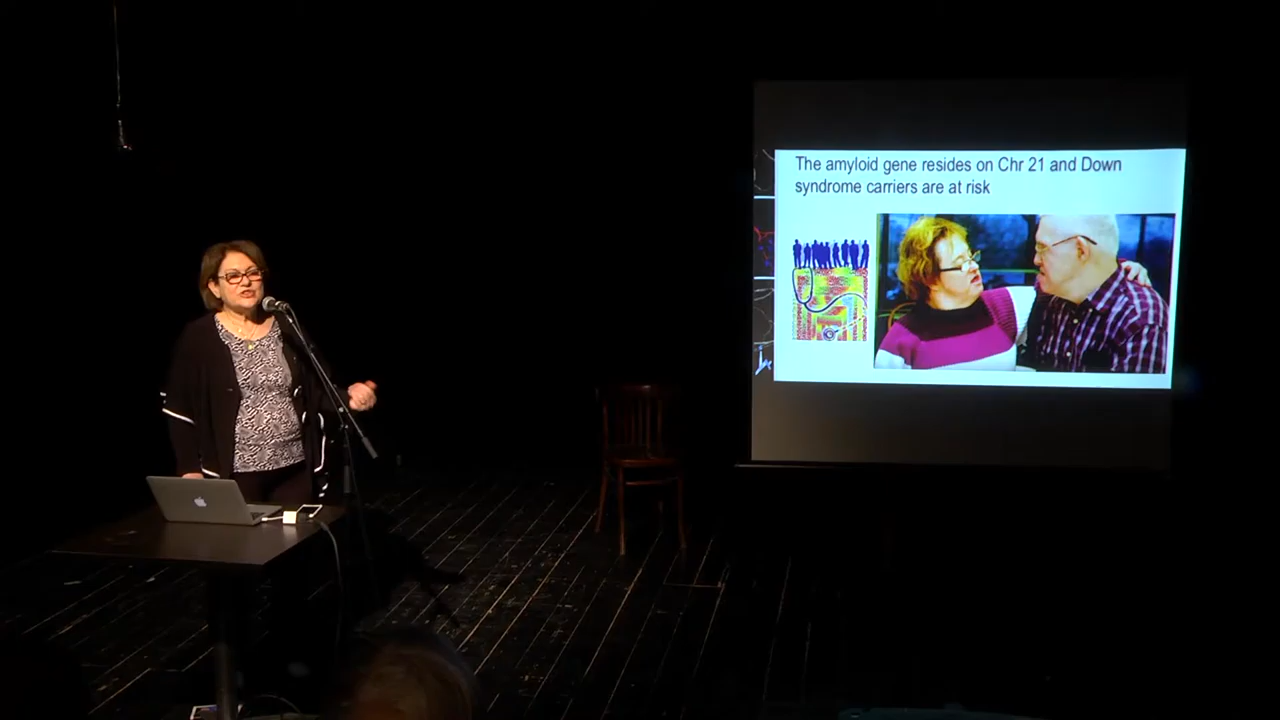 The amyloid gene resides on Chr 21 and Down
syndrome carriers are at risk